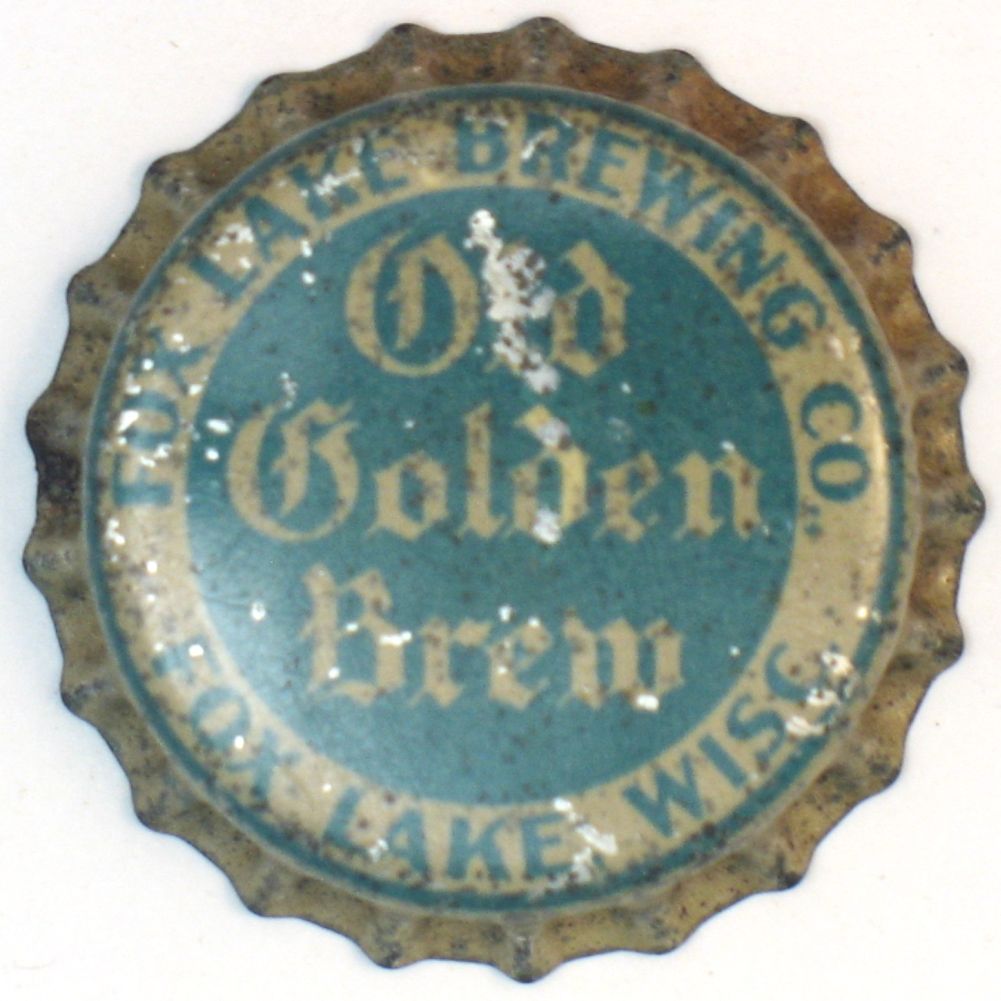 FOX LAKE BREWING CO.,
Old
Golden
Brew
FOX LAKE, WISC.